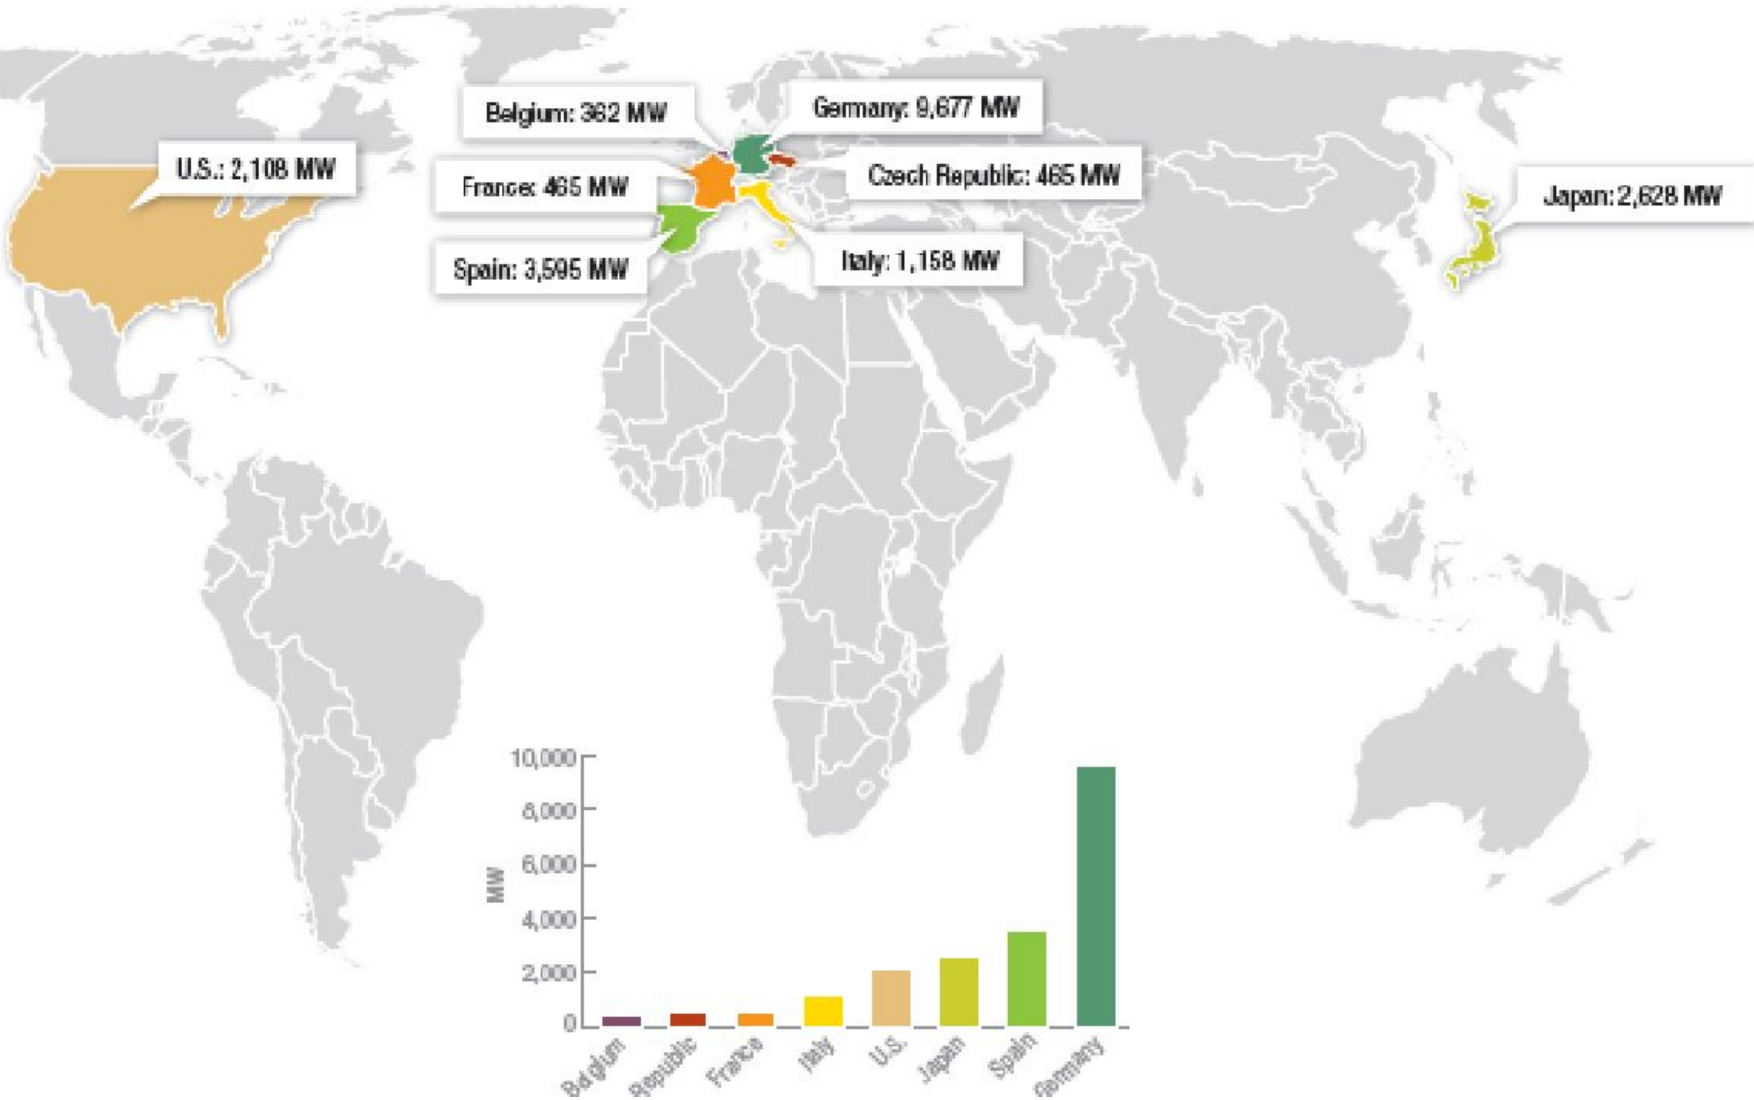 Belgium: 362 MW
Germany: 9,677 MW
U.S.: 2,108 MW
France: 465 MW
Czech Republic: 465 MW
Japan: 2,628 MW
Spain: 3,595 MW
Italy: 1,158 MW
10,000
8,000
6,000
4,000
2,000
0
MW
Belgium
Republic
France
Italy
U.S.
Japan
Spain
Germany